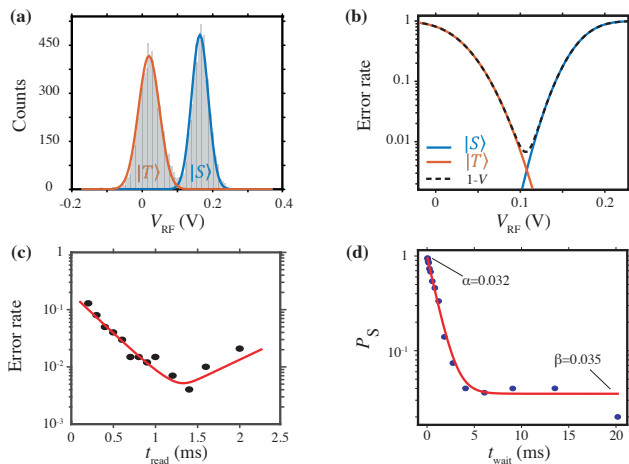 (a)
Counts
450
300
150
0
-0.2
0
0.2
0.4
|T⟩
|S⟩
V_RF (V)
(b)
Error rate
1
0.1
0.01
0
0.1
0.2
|S⟩
|T⟩
1-V
V_RF (V)
(c)
Error rate
1
10⁻¹
10⁻²
10⁻³
0
0.5
1.0
1.5
2.0
2.5
t_read (ms)
(d)
P_S
1
10⁻¹
α=0.032
β=0.035
0
5
10
15
20
t_wait (ms)